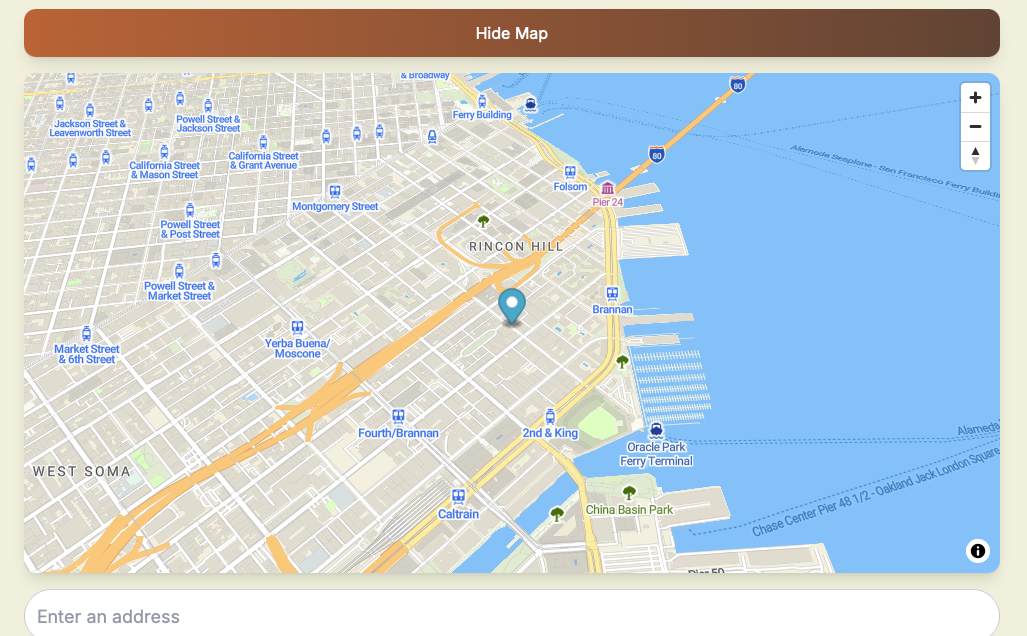 Hide Map
& Broadway
80
Ferry Building
Jackson Street &
Leavenworth Street
Powell Street &
Jackson Street
80
Alameda Seaplane - San Francisco Ferry Building
California Street
& Mason Street
California Street
& Grant Avenue
Folsom
Montgomery Street
Pier 24
Powell Street
& Post Street
RINCON HILL
Powell Street &
Market Street
Brannan
Yerba Buena/
Moscone
Market Street
& 6th Street
Fourth/Brannan
2nd & King
Alameda
Oracle Park
Ferry Terminal
WEST SOMA
Chase Center Pier 48 1/2 - Oakland Jack London Square
Caltrain
China Basin Park
Pier 50
Enter an address